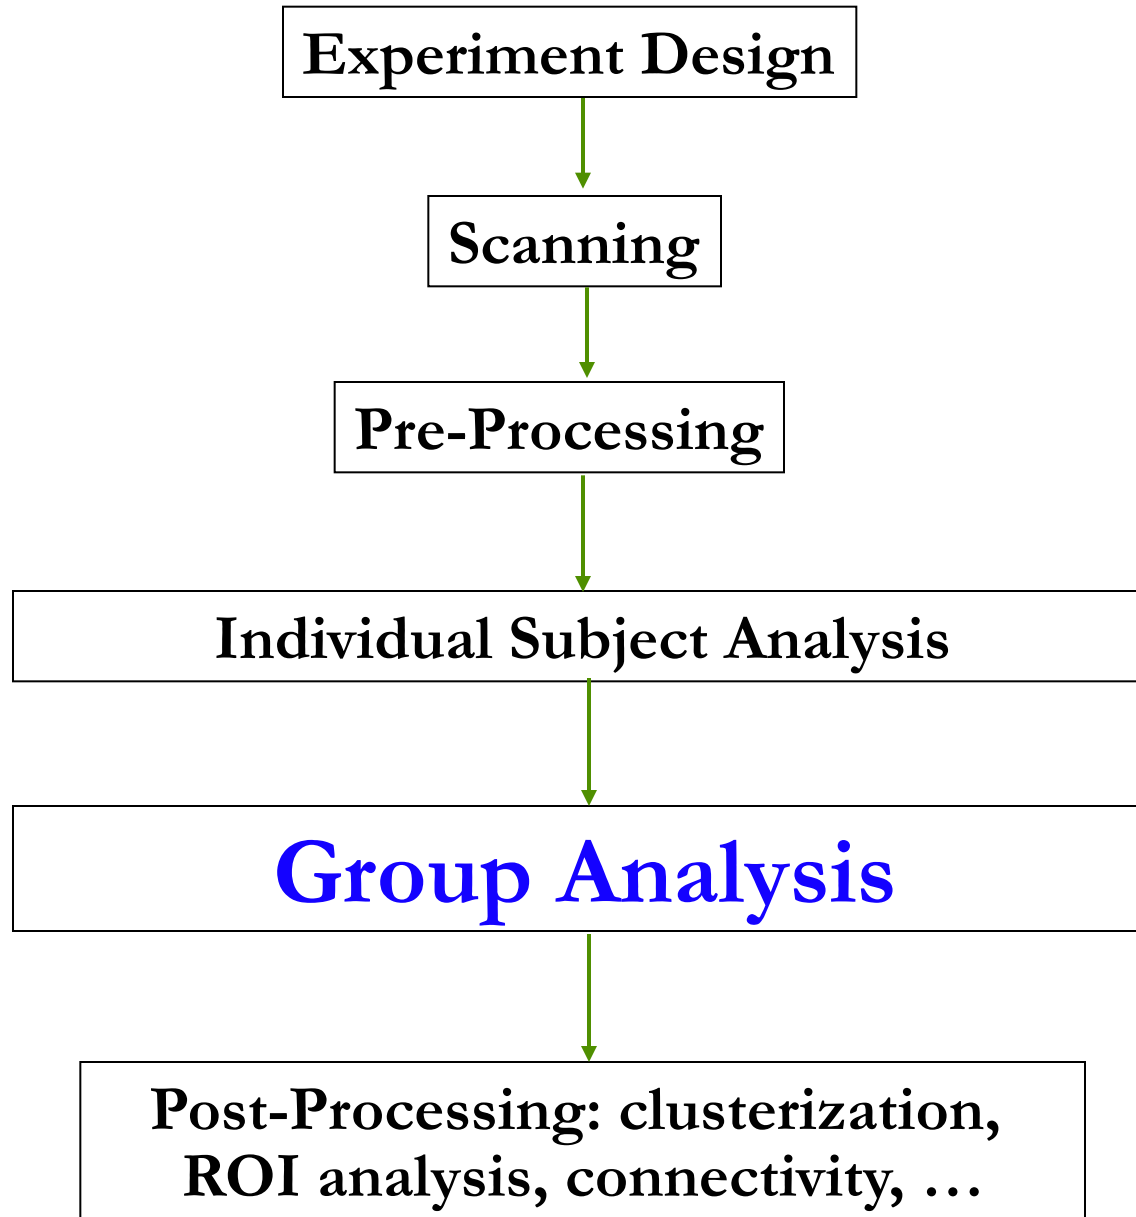 Experiment Design
Scanning
Pre-Processing
Individual Subject Analysis
Group Analysis
Post-Processing: clusterization,
ROI analysis, connectivity, …